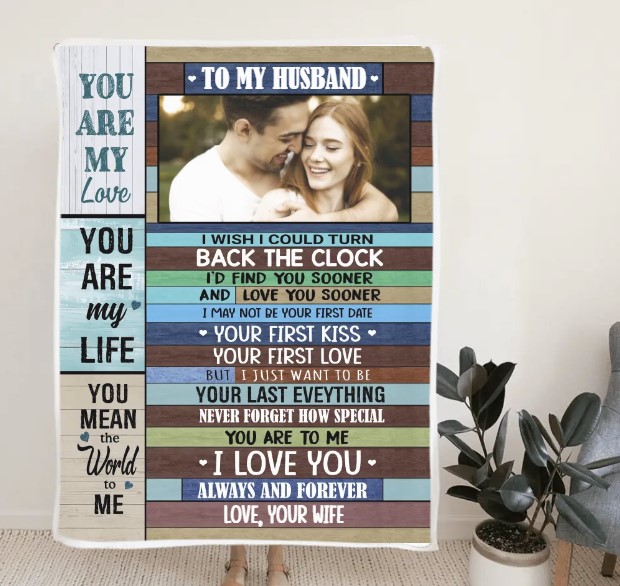 YOU
ARE
MY
Love
YOU
ARE
my
LIFE
YOU
MEAN
the
World
to
ME
TO MY HUSBAND
I WISH I COULD TURN
BACK THE CLOCK
I'D FIND YOU SOONER
AND LOVE YOU SOONER
I MAY NOT BE YOUR FIRST DATE
YOUR FIRST KISS
YOUR FIRST LOVE
BUT I JUST WANT TO BE
YOUR LAST EVEYTHING
NEVER FORGET HOW SPECIAL
YOU ARE TO ME
I LOVE YOU
ALWAYS AND FOREVER
LOVE, YOUR WIFE